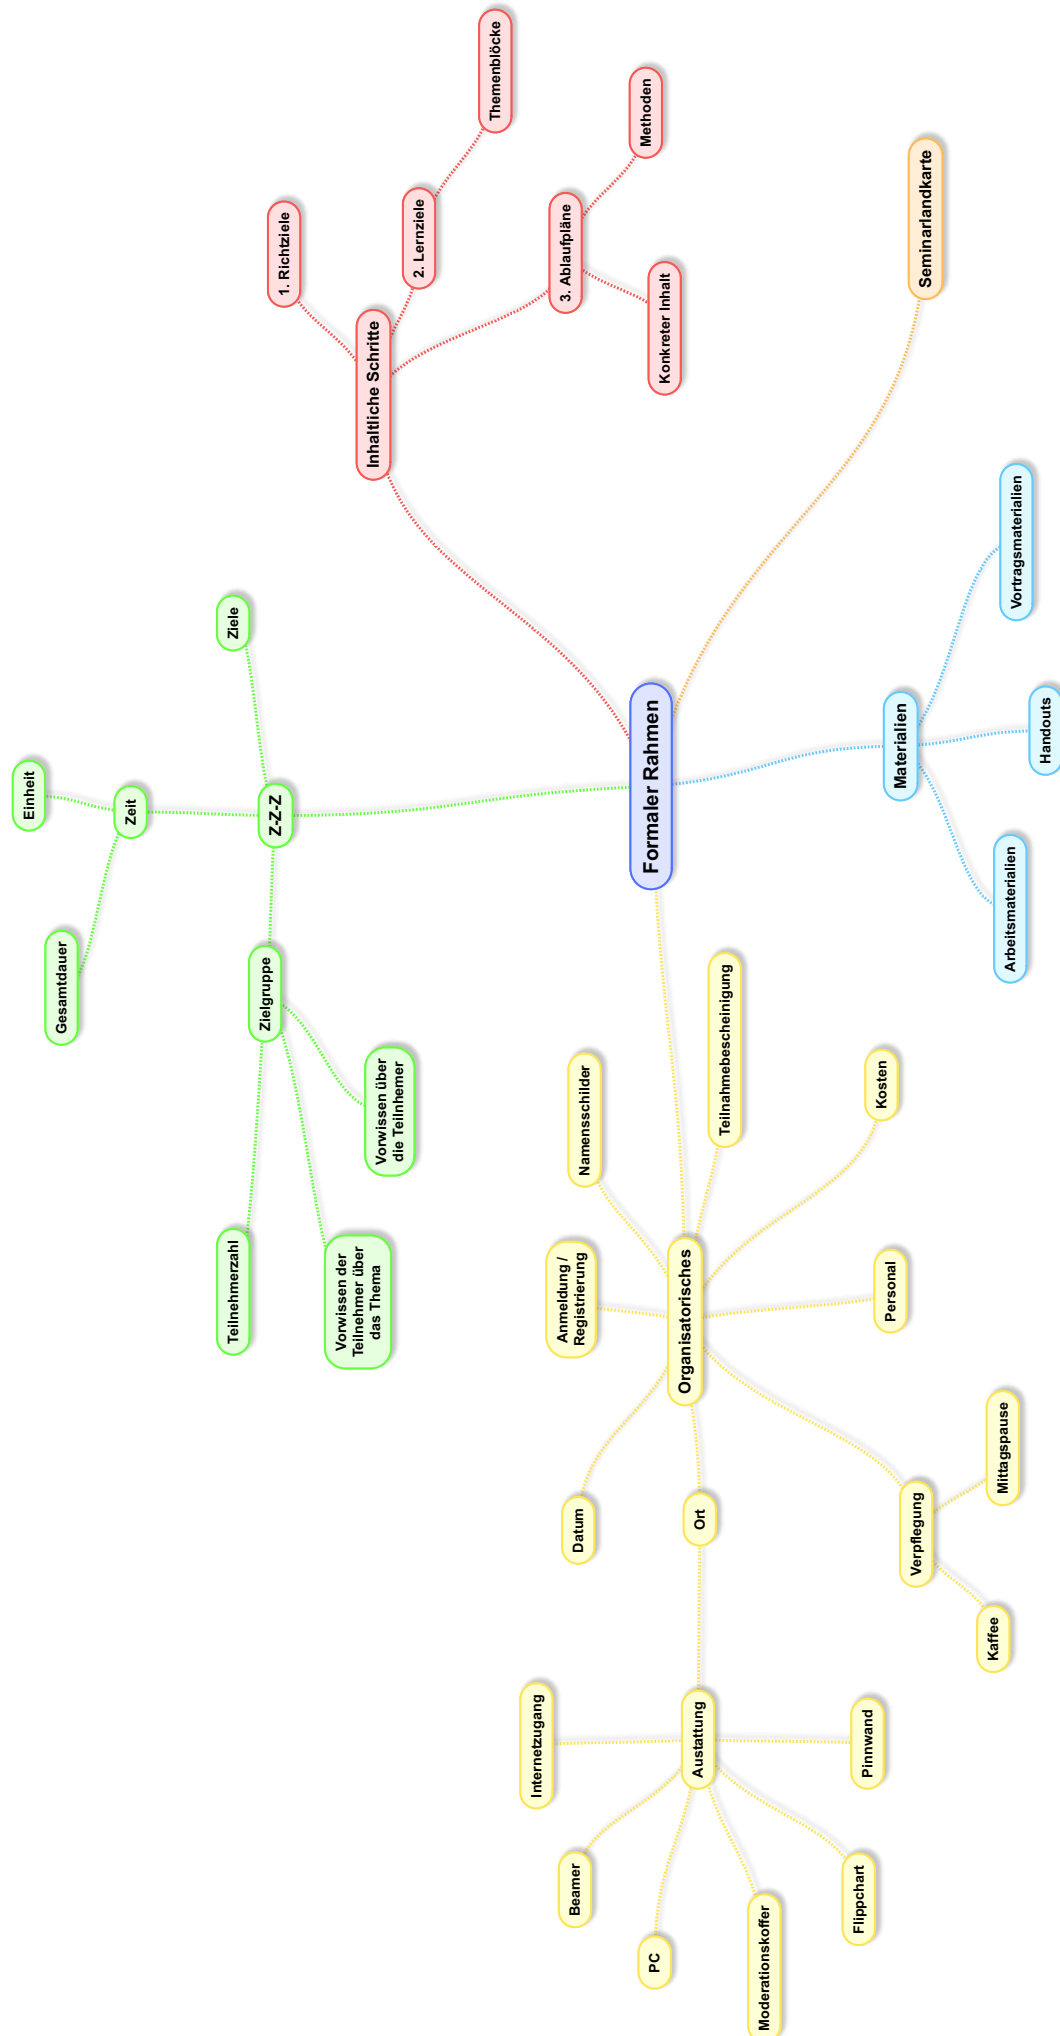 Formaler Rahmen
Inhaltliche Schritte
1. Richtziele
2. Lernziele
Themenblöcke
3. Ablaufpläne
Methoden
Konkreter Inhalt
Seminarlandkarte
Materialien
Vortragsmaterialien
Handouts
Arbeitsmaterialien
Z-Z-Z
Ziele
Zeit
Einheit
Gesamtdauer
Zielgruppe
Teilnehmerzahl
Vorwissen der
Teilnehmer über
das Thema
Vorwissen über
die Teilnhemer
Organisatorisches
Namensschilder
Teilnahmebescheinigung
Anmeldung /
Registrierung
Kosten
Personal
Datum
Ort
Verpflegung
Mittagspause
Kaffee
Austattung
Internetzugang
Beamer
PC
Moderationskoffer
Flippchart
Pinnwand